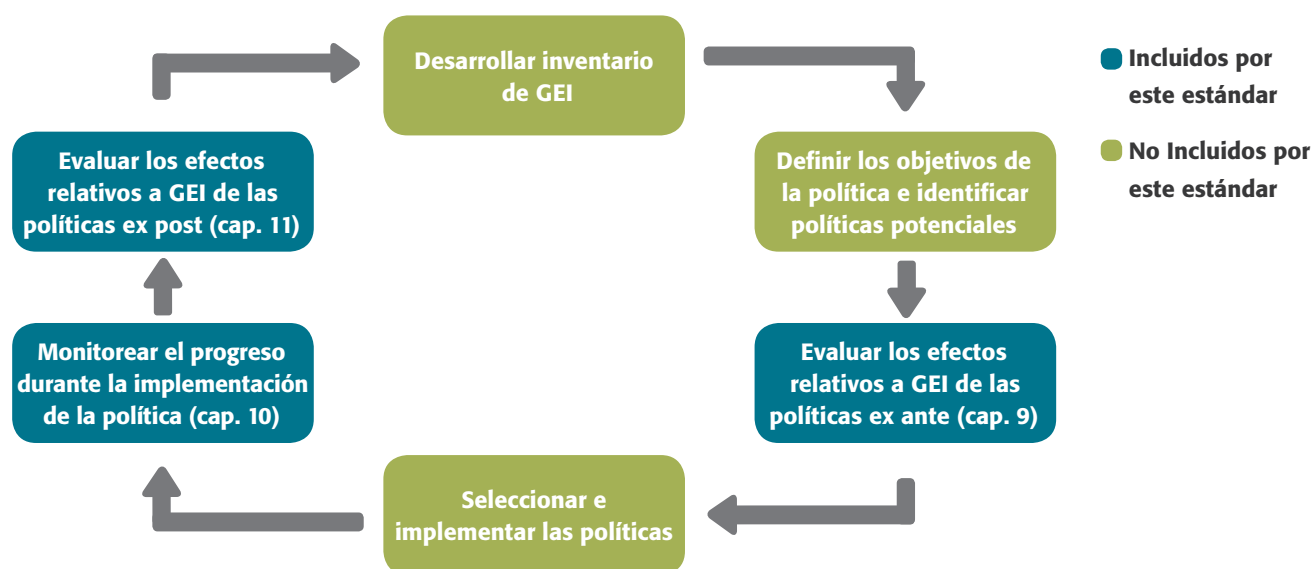 Desarrollar inventario
de GEI
Definir los objetivos de
la política e identificar
políticas potenciales
Evaluar los efectos
relativos a GEI de las
políticas ex ante (cap. 9)
Seleccionar e
implementar las políticas
Monitorear el progreso
durante la implementación
de la política (cap. 10)
Evaluar los efectos
relativos a GEI de las
políticas ex post (cap. 11)
Incluidos por
este estándar
No Incluidos por
este estándar